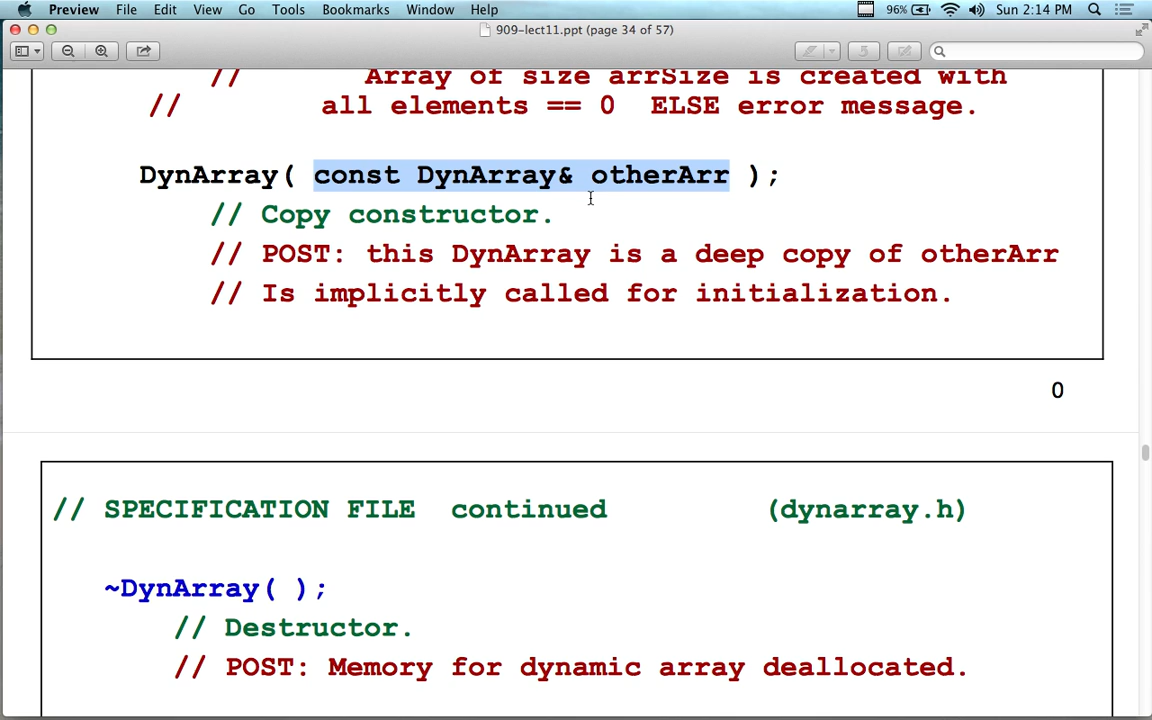 Preview File Edit View Go Tools Bookmarks Window Help 96% Sun 2:14 PM
909-lect11.ppt (page 34 of 57)
// Array of size arrSize is created with
// all elements == 0 ELSE error message.
DynArray( const DynArray& otherArr );
// Copy constructor.
// POST: this DynArray is a deep copy of otherArr
// Is implicitly called for initialization.
0
// SPECIFICATION FILE continued (dynarray.h)
~DynArray( );
// Destructor.
// POST: Memory for dynamic array deallocated.